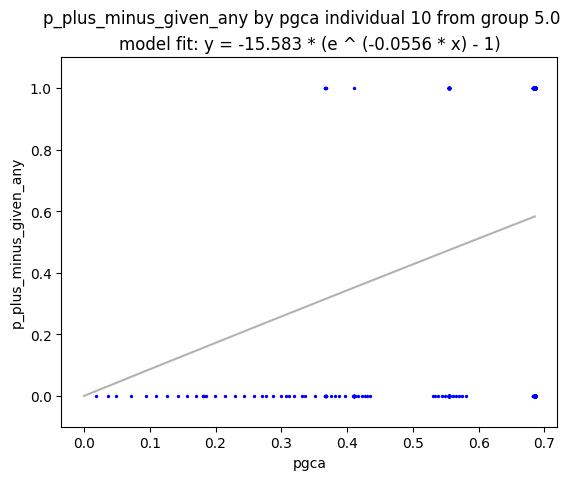 p_plus_minus_given_any by pgca individual 10 from group 5.0
model fit: y = -15.583 * (e ^ (-0.0556 * x) - 1)
1.0
0.8
0.6
0.4
0.2
0.0
p_plus_minus_given_any
0.0 0.1 0.2 0.3 0.4 0.5 0.6 0.7
pgca